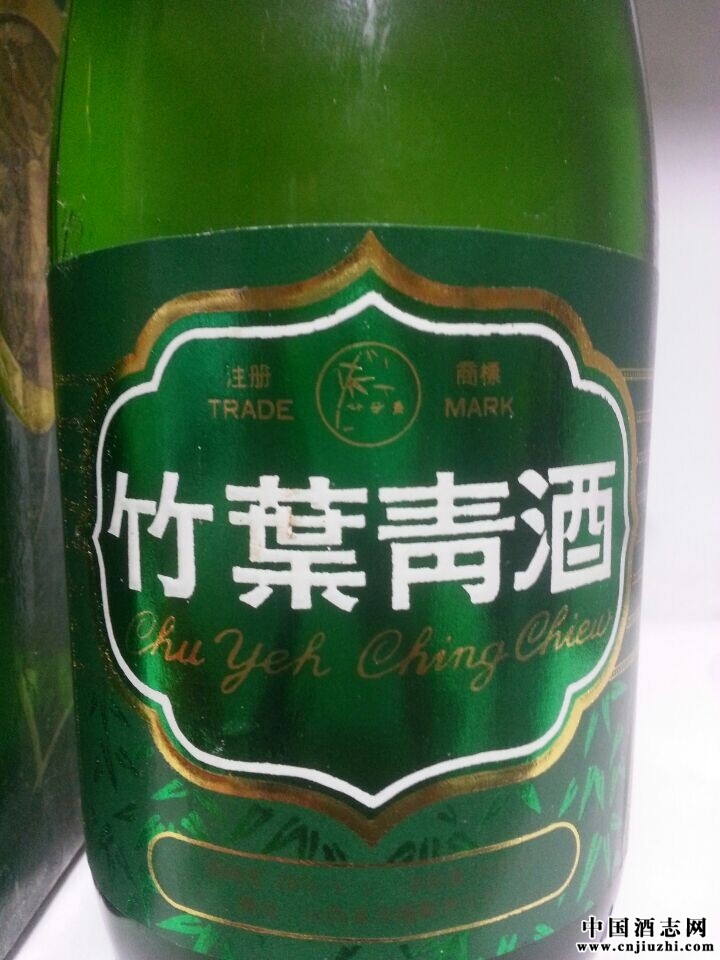 注册 商標
TRADE MARK
竹葉青酒
Chu Yeh Ching Chiew
中国酒志网
www.cnjiuzhi.com